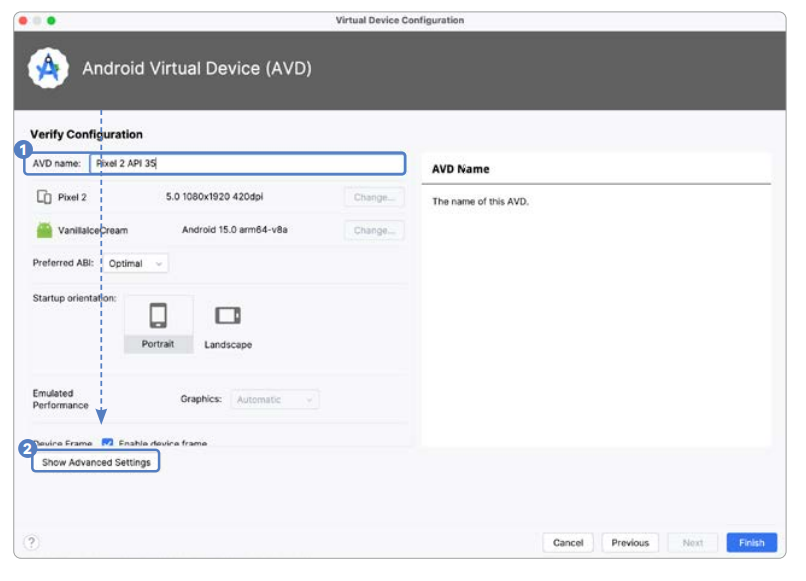 Virtual Device Configuration
Android Virtual Device (AVD)
Verify Configuration
1
AVD name: Pixel 2 API 35
AVD Name
Pixel 2 5.0 1080x1920 420dpi Change...
The name of this AVD.
VanillaIceCream Android 15.0 arm64-v8a Change...
Preferred ABI: Optimal
Startup orientation:
Portrait Landscape
Emulated
Performance
Graphics: Automatic
Device Frame Enable device frame
2
Show Advanced Settings
? Cancel Previous Next Finish